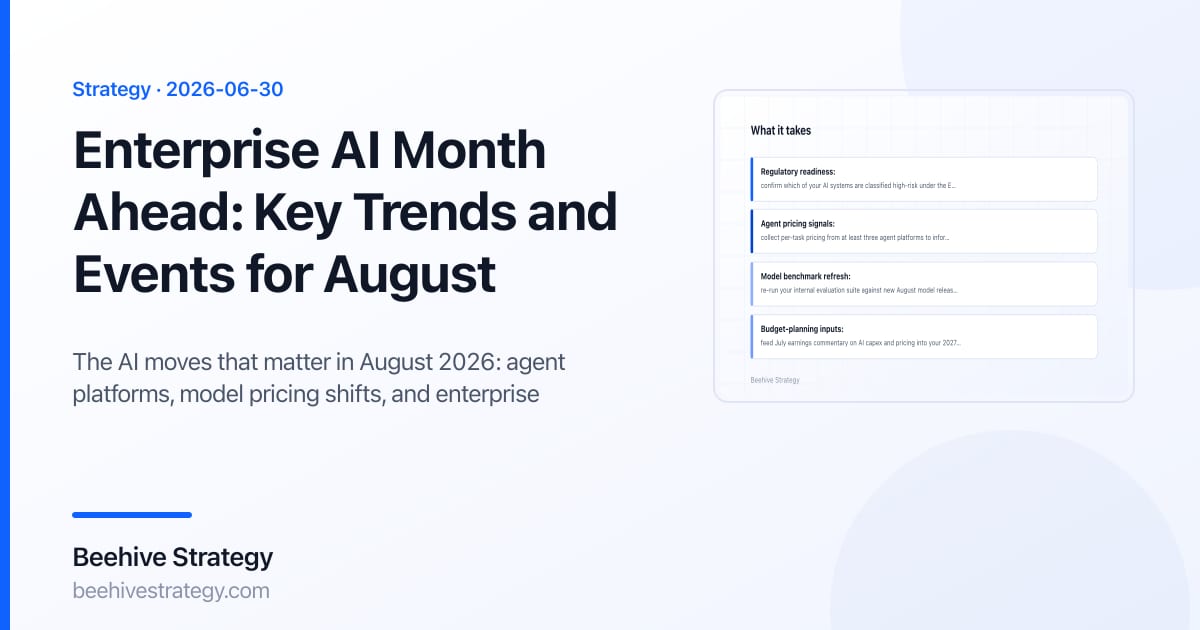 Strategy · 2026-06-30
Enterprise AI Month
Ahead: Key Trends and
Events for August
The AI moves that matter in August 2026: agent
platforms, model pricing shifts, and enterprise
Beehive Strategy
beehivestrategy.com
What it takes
Regulatory readiness:
confirm which of your AI systems are classified high-risk under the E...
Agent pricing signals:
collect per-task pricing from at least three agent platforms to infor...
Model benchmark refresh:
re-run your internal evaluation suite against new August model releas...
Budget-planning inputs:
feed July earnings commentary on AI capex and pricing into your 2027...
Beehive Strategy